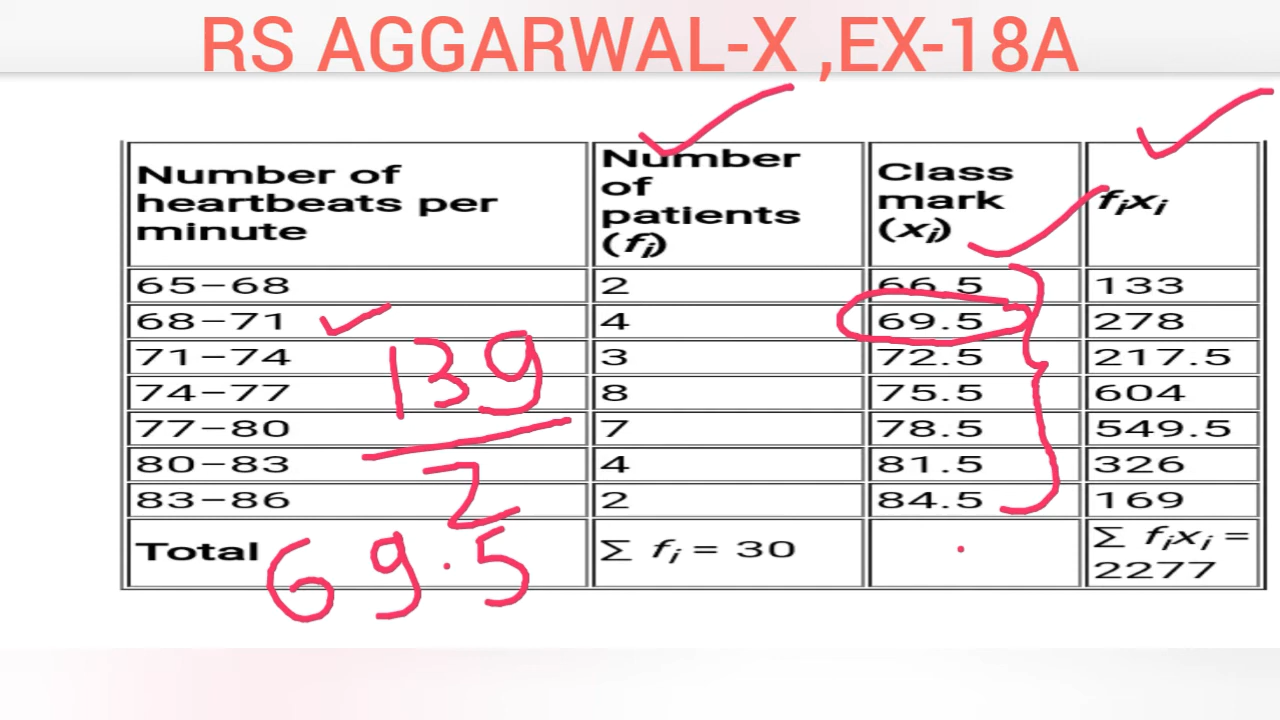 RS AGGARWAL-X ,EX-18A
Number of heartbeats per minute Number of patients (fi) Class mark (xi) fixi
65–68 2 66.5 133
68–71 4 69.5 278
71–74 3 72.5 217.5
74–77 8 75.5 604
77–80 7 78.5 549.5
80–83 4 81.5 326
83–86 2 84.5 169
Total Σ fi = 30 Σ fixi = 2277
139
2
69.5